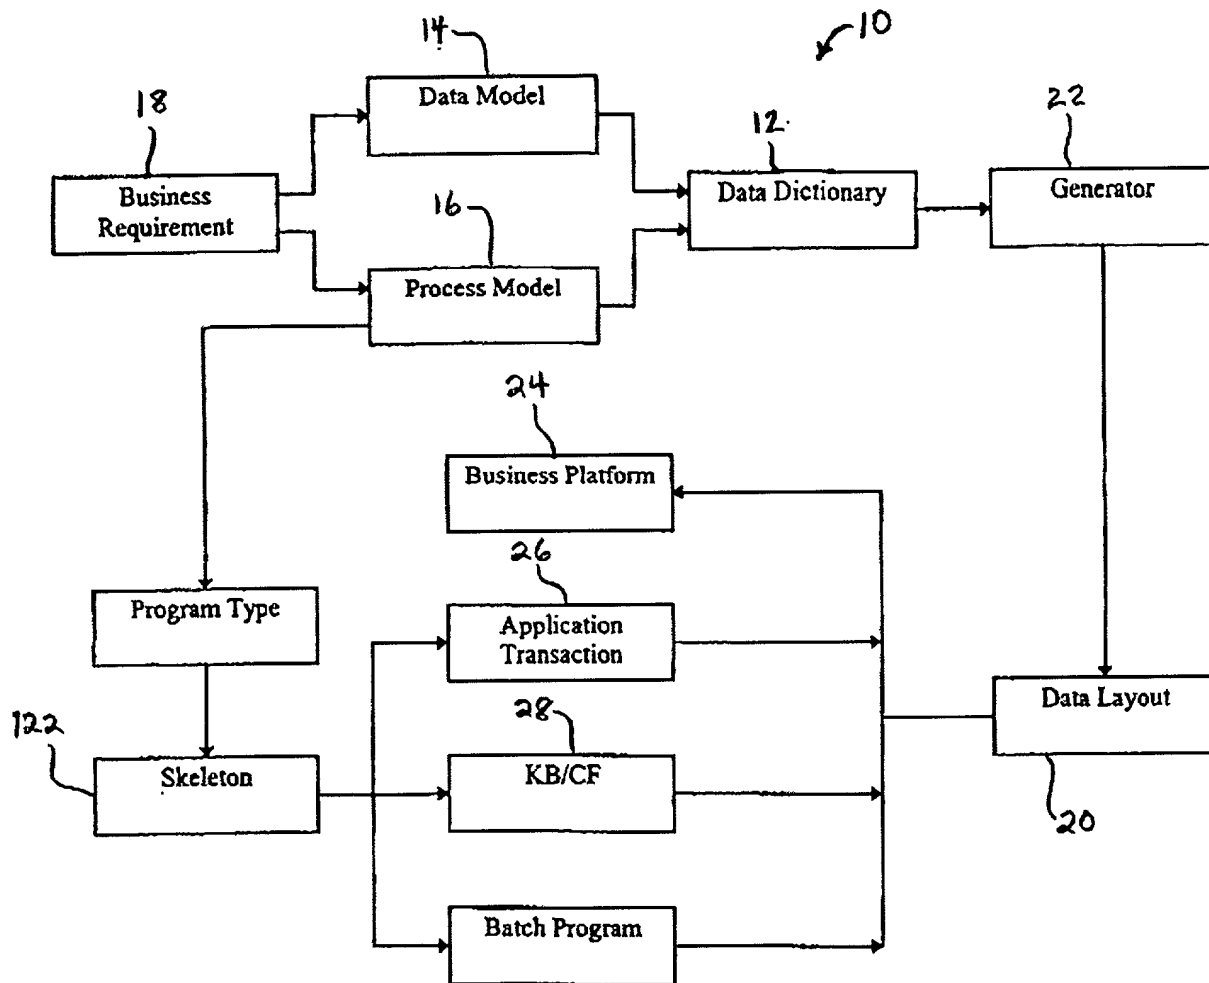 10
14
Data Model
18
Business
Requirement
12.
Data Dictionary
22
Generator
16
Process Model
24
Business Platform
26
Program Type
Application
Transaction
Data Layout
20
122
Skeleton
28
KB/CF
Batch Program